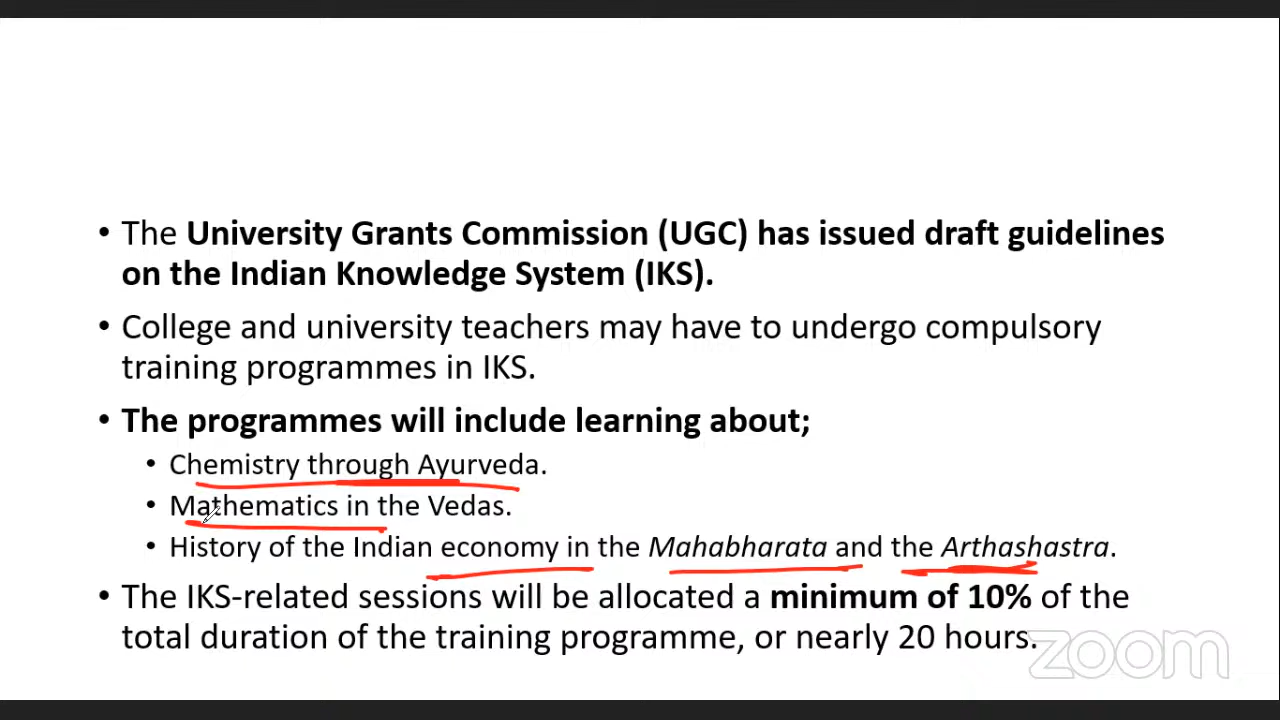 • The University Grants Commission (UGC) has issued draft guidelines
on the Indian Knowledge System (IKS).
• College and university teachers may have to undergo compulsory
training programmes in IKS.
• The programmes will include learning about;
• Chemistry through Ayurveda.
• Mathematics in the Vedas.
• History of the Indian economy in the Mahabharata and the Arthashastra.
• The IKS-related sessions will be allocated a minimum of 10% of the
total duration of the training programme, or nearly 20 hours.
zoom